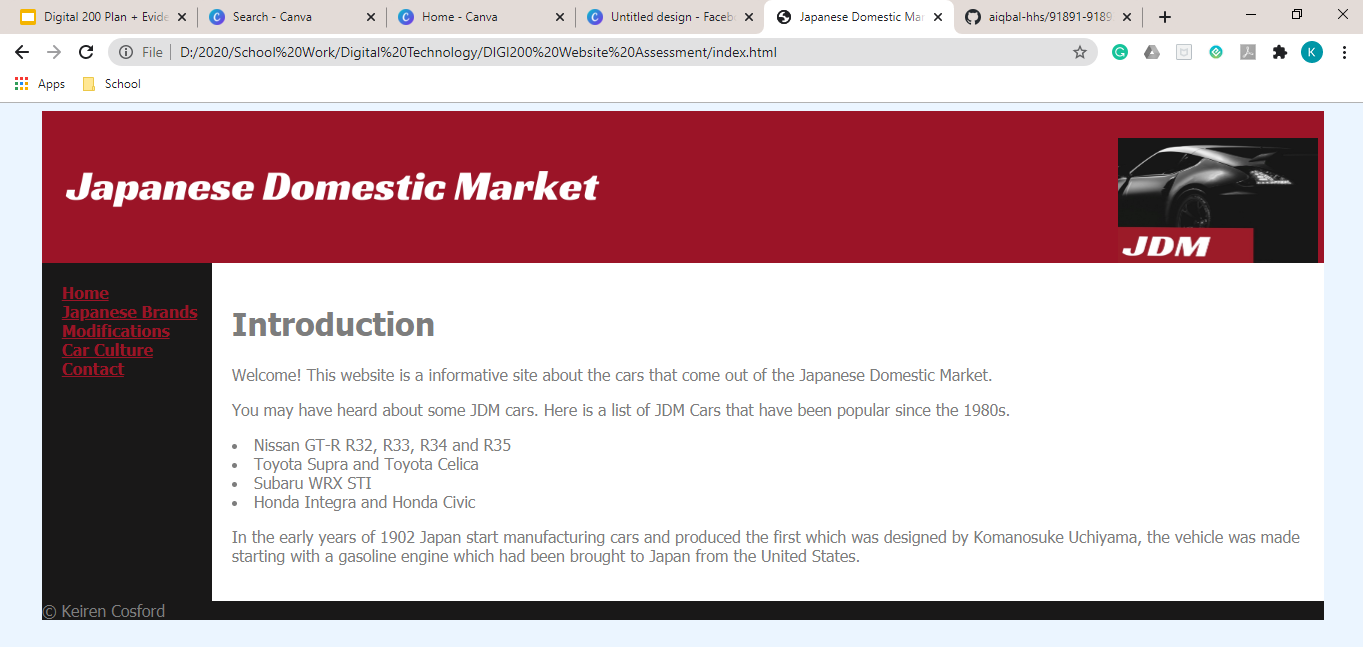 Digital 200 Plan + Evide
Search - Canva
Home - Canva
Untitled design - Faceb
Japanese Domestic Mar
aiqbal-hhs/91891-9189
File | D:/2020/School%20Work/Digital%20Technology/DIGI200%20Website%20Assessment/index.html
K
Apps
School
Japanese Domestic Market
JDM
Home
Japanese Brands
Modifications
Car Culture
Contact
Introduction
Welcome! This website is a informative site about the cars that come out of the Japanese Domestic Market.
You may have heard about some JDM cars. Here is a list of JDM Cars that have been popular since the 1980s.
• Nissan GT-R R32, R33, R34 and R35
• Toyota Supra and Toyota Celica
• Subaru WRX STI
• Honda Integra and Honda Civic
In the early years of 1902 Japan start manufacturing cars and produced the first which was designed by Komanosuke Uchiyama, the vehicle was made
starting with a gasoline engine which had been brought to Japan from the United States.
© Keiren Cosford